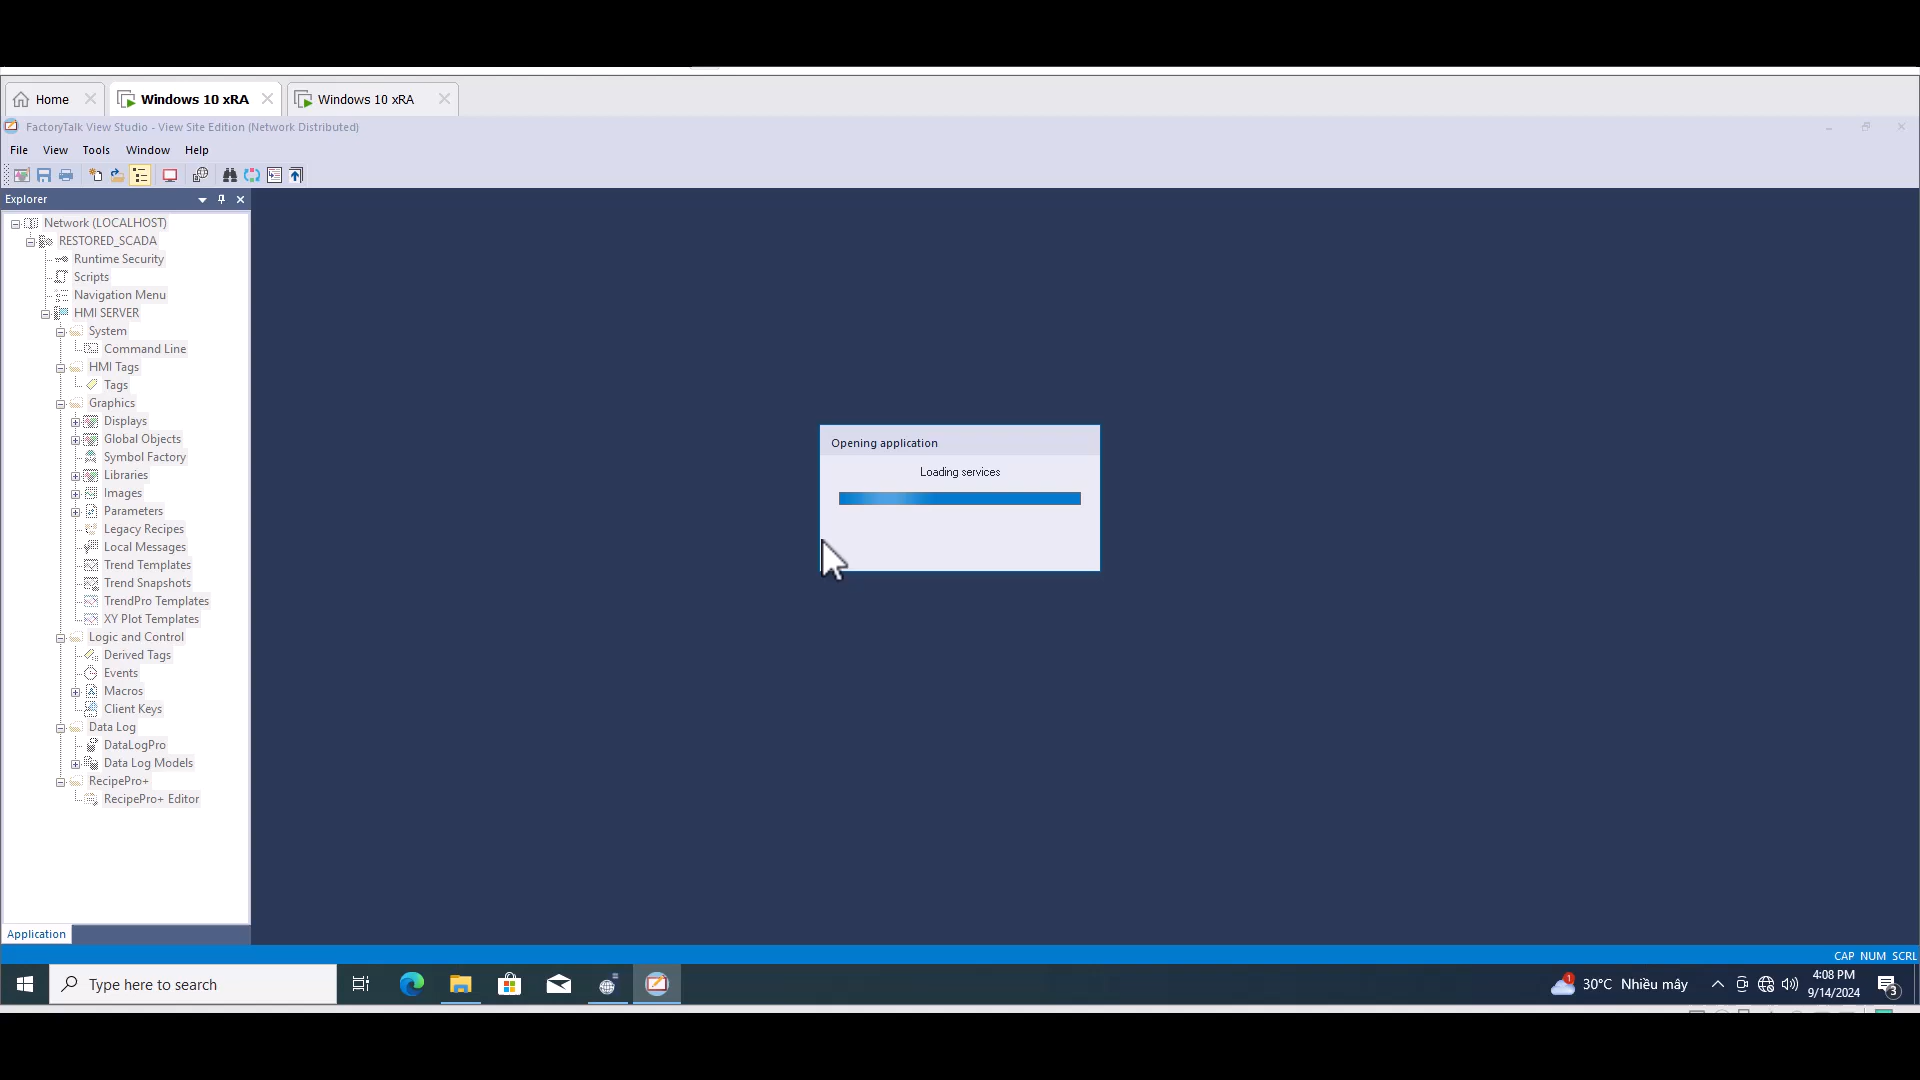 Home
Windows 10 xRA
Windows 10 xRA
FactoryTalk View Studio - View Site Edition (Network Distributed)
File View Tools Window Help
Explorer
Network (LOCALHOST)
RESTORED_SCADA
Runtime Security
Scripts
Navigation Menu
HMI SERVER
System
Command Line
HMI Tags
Tags
Graphics
Displays
Global Objects
Symbol Factory
Libraries
Images
Parameters
Legacy Recipes
Local Messages
Trend Templates
Trend Snapshots
TrendPro Templates
XY Plot Templates
Logic and Control
Derived Tags
Events
Macros
Client Keys
Data Log
DataLogPro
Data Log Models
RecipePro+
RecipePro+ Editor
Opening application
Loading services
Application
CAP NUM SCRL
Type here to search
1
30°C Nhiều mây
4:08 PM
9/14/2024
3